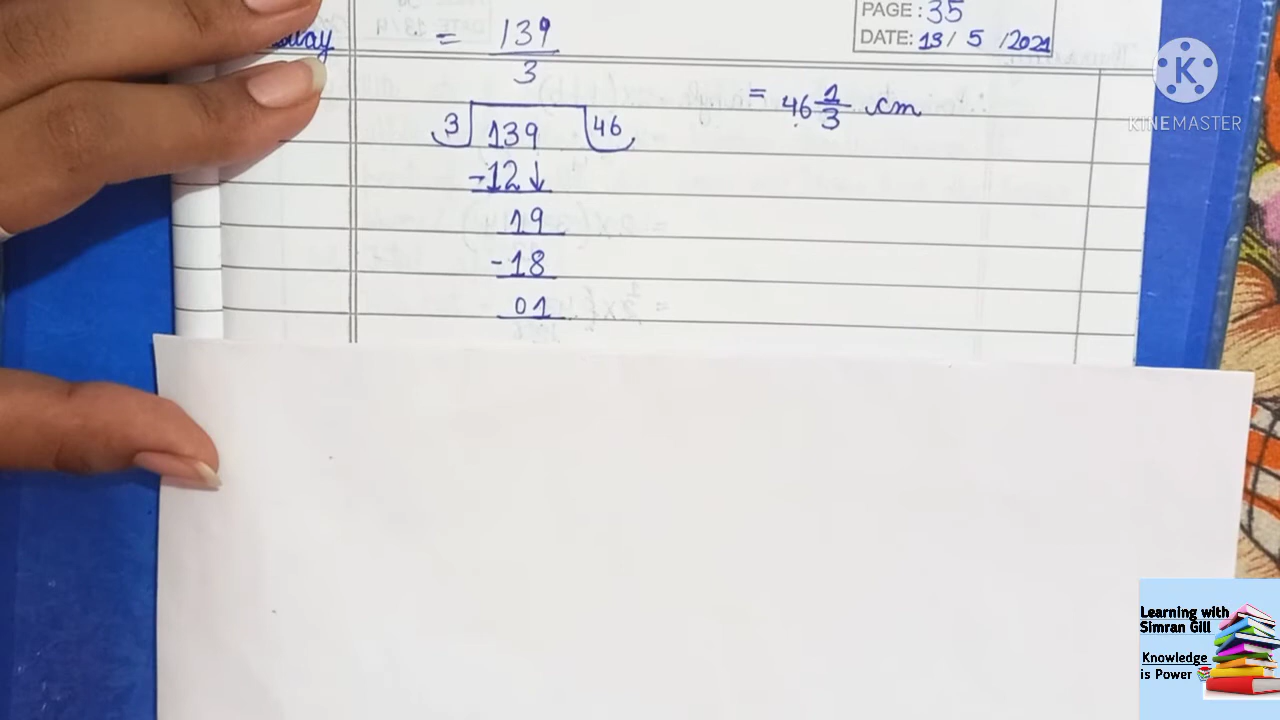 PAGE : 35
DATE: 13/ 5 /2021
= 139
3
= 46 1/3 cm
3 139 46
-12↓
19
-18
01
K
KINEMASTER
Learning with
Simran Gill
Knowledge
is Power